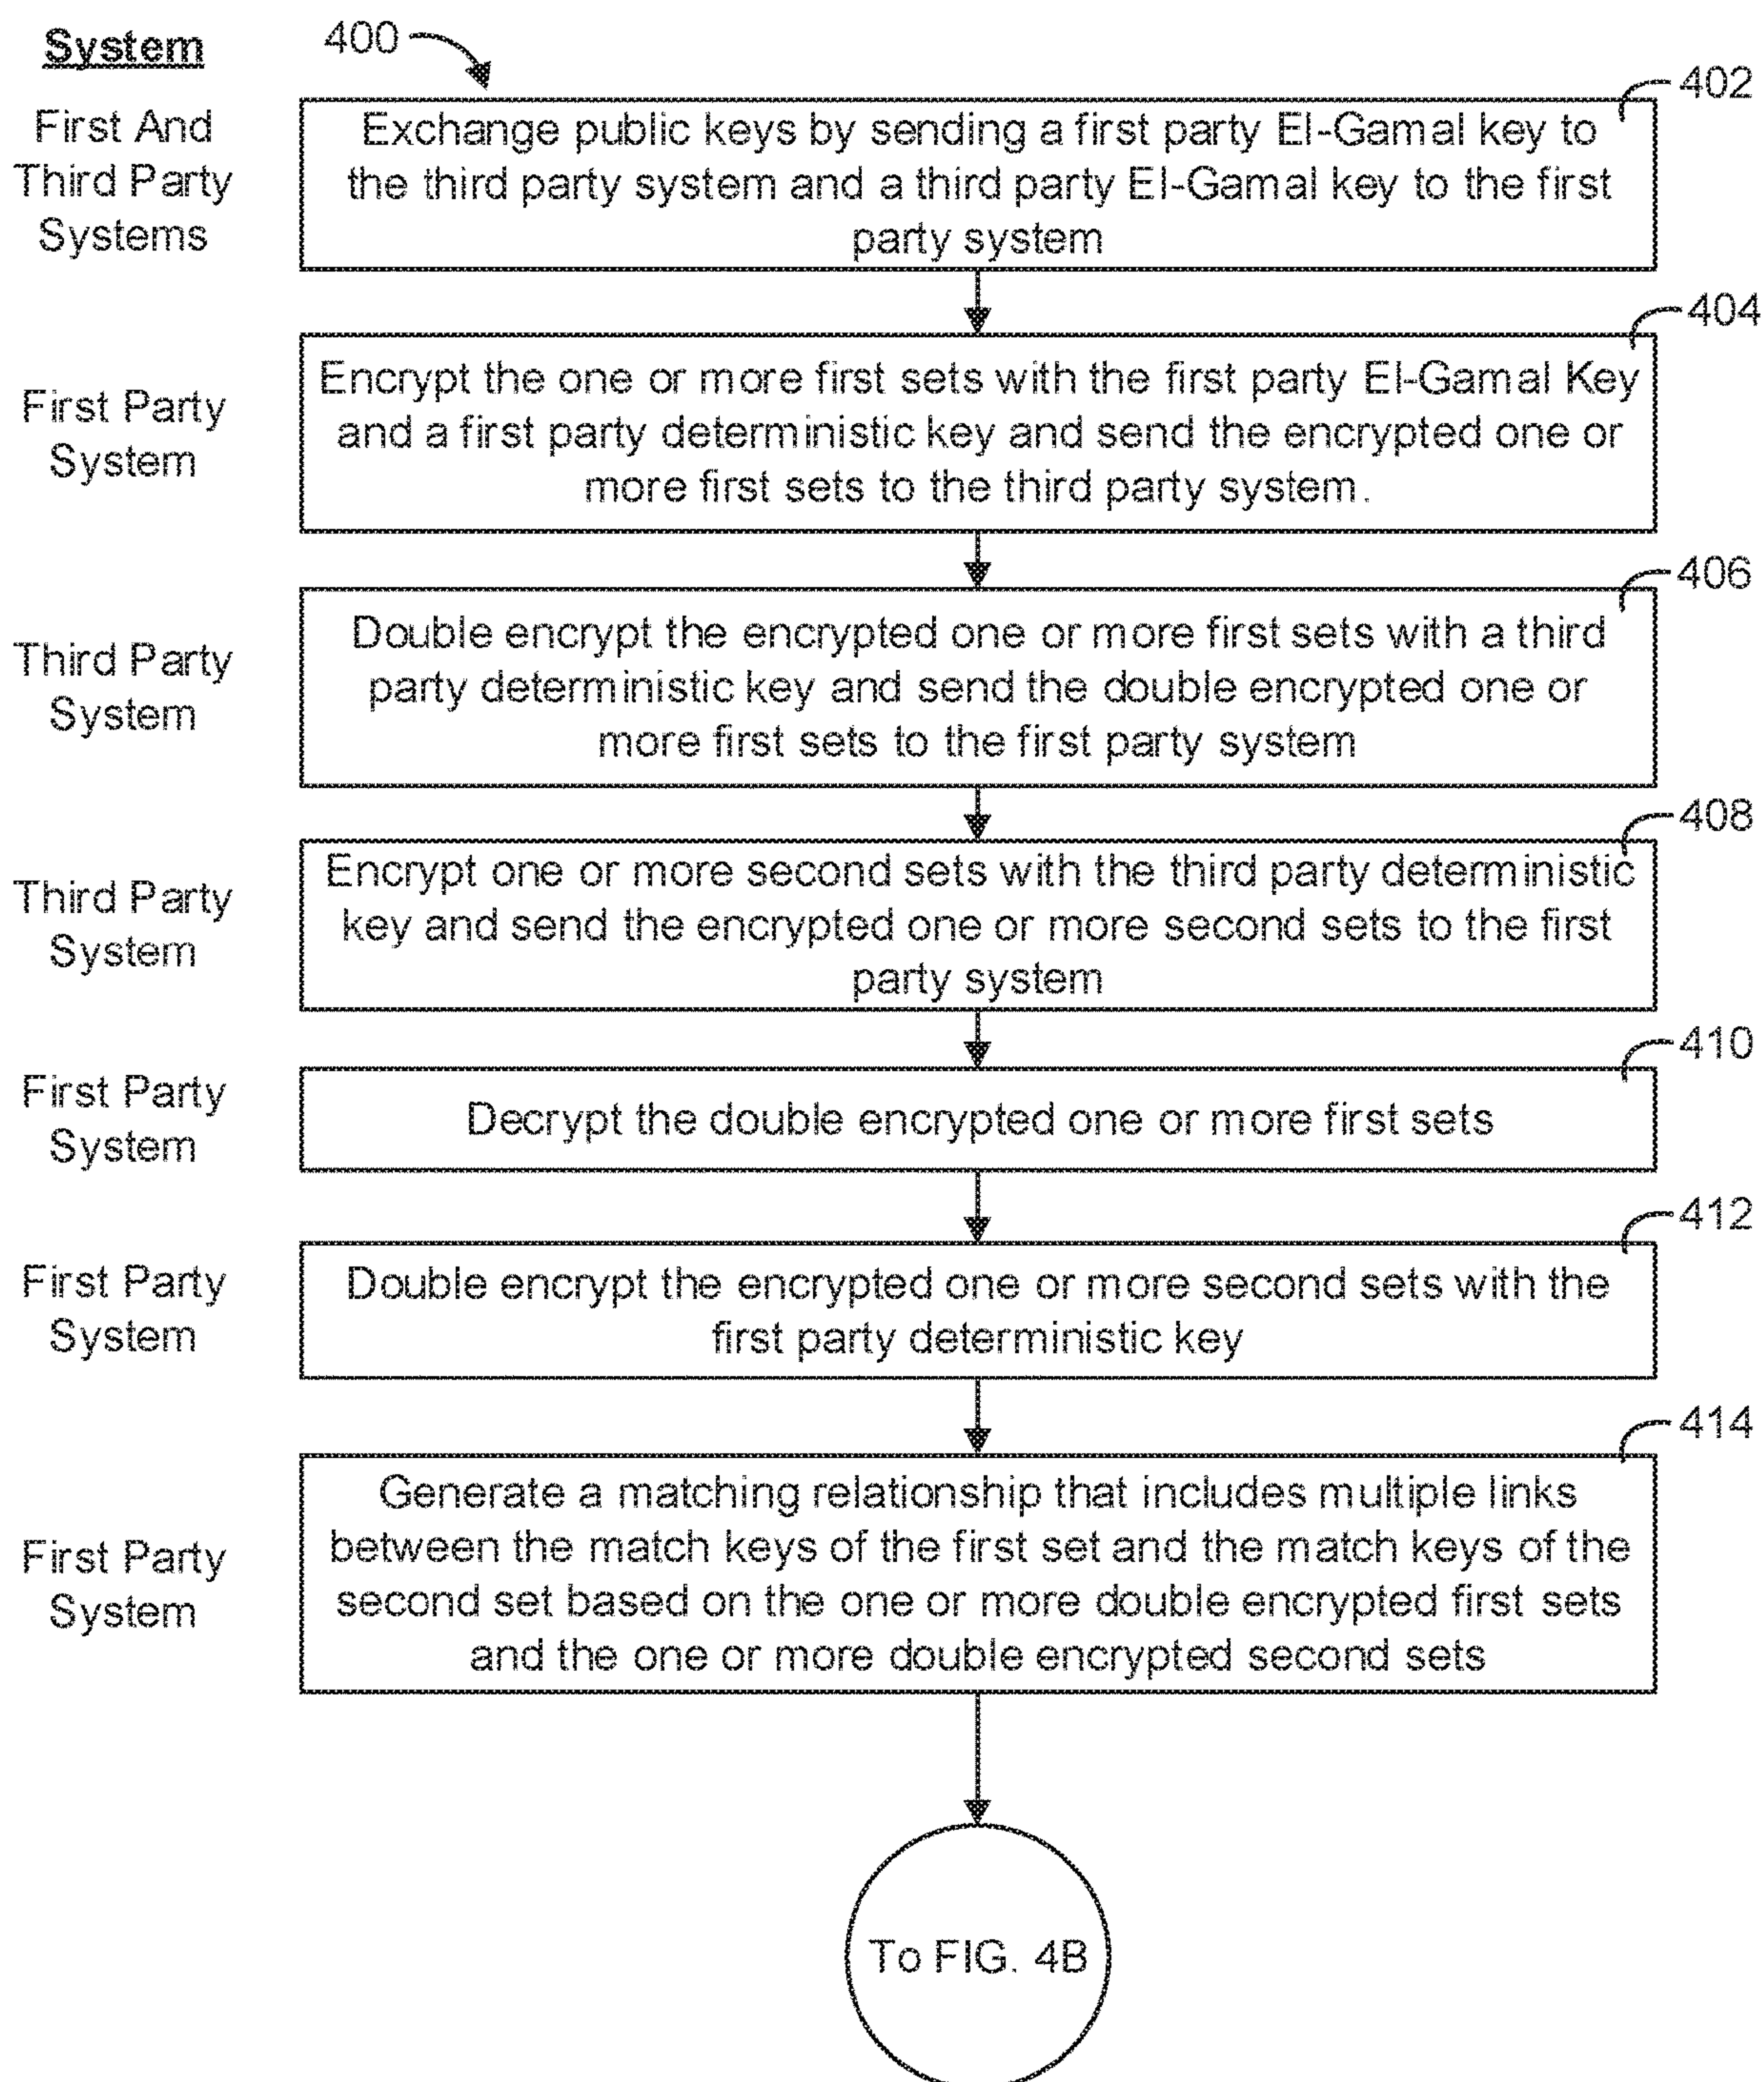 System
400
402
First And
Third Party
Systems
Exchange public keys by sending a first party El-Gamal key to
the third party system and a third party El-Gamal key to the first
party system
404
First Party
System
Encrypt the one or more first sets with the first party El-Gamal Key
and a first party deterministic key and send the encrypted one or
more first sets to the third party system.
406
Third Party
System
Double encrypt the encrypted one or more first sets with a third
party deterministic key and send the double encrypted one or
more first sets to the first party system
408
Third Party
System
Encrypt one or more second sets with the third party deterministic
key and send the encrypted one or more second sets to the first
party system
410
First Party
System
Decrypt the double encrypted one or more first sets
412
First Party
System
Double encrypt the encrypted one or more second sets with the
first party deterministic key
414
First Party
System
Generate a matching relationship that includes multiple links
between the match keys of the first set and the match keys of the
second set based on the one or more double encrypted first sets
and the one or more double encrypted second sets
To FIG. 4B